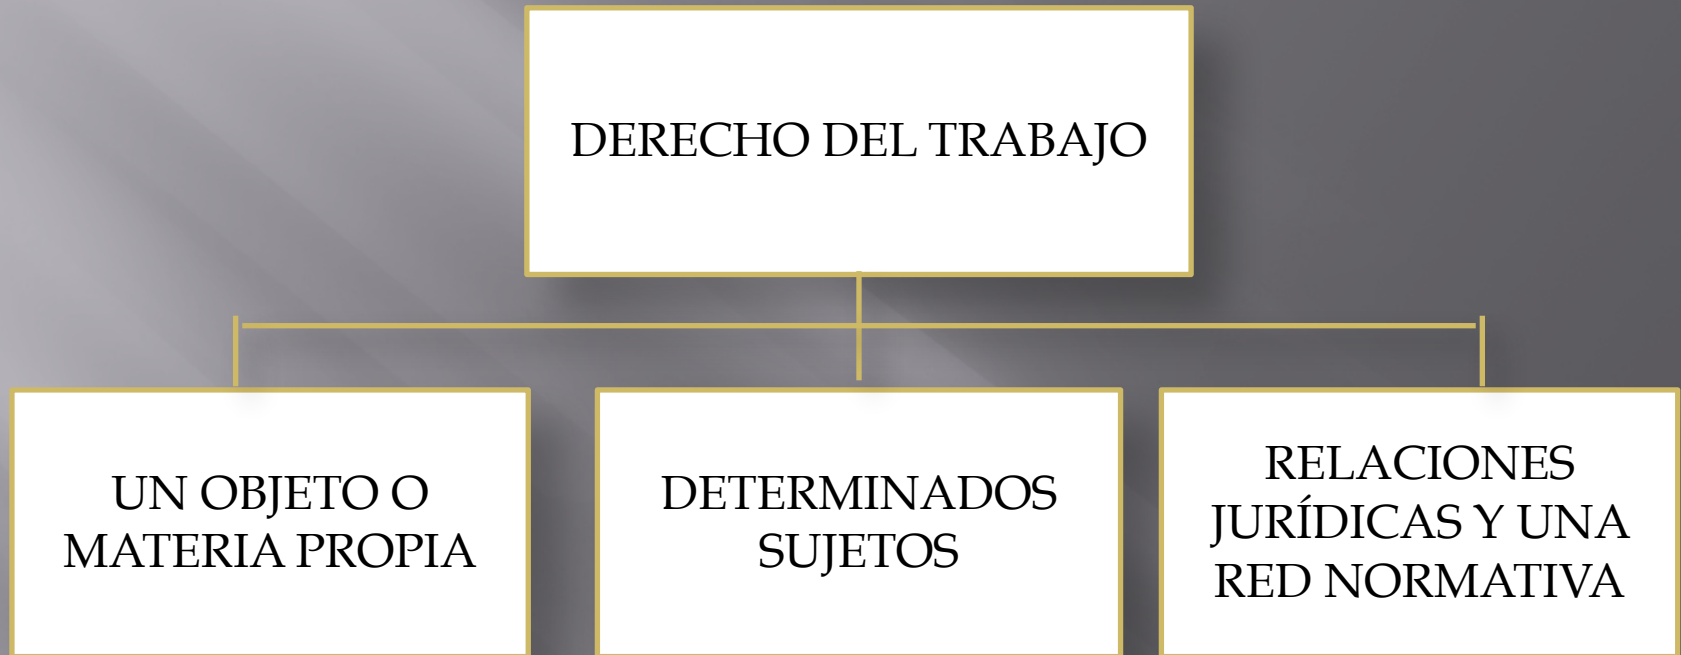 DERECHO DEL TRABAJO
UN OBJETO O
MATERIA PROPIA
DETERMINADOS
SUJETOS
RELACIONES
JURÍDICAS Y UNA
RED NORMATIVA